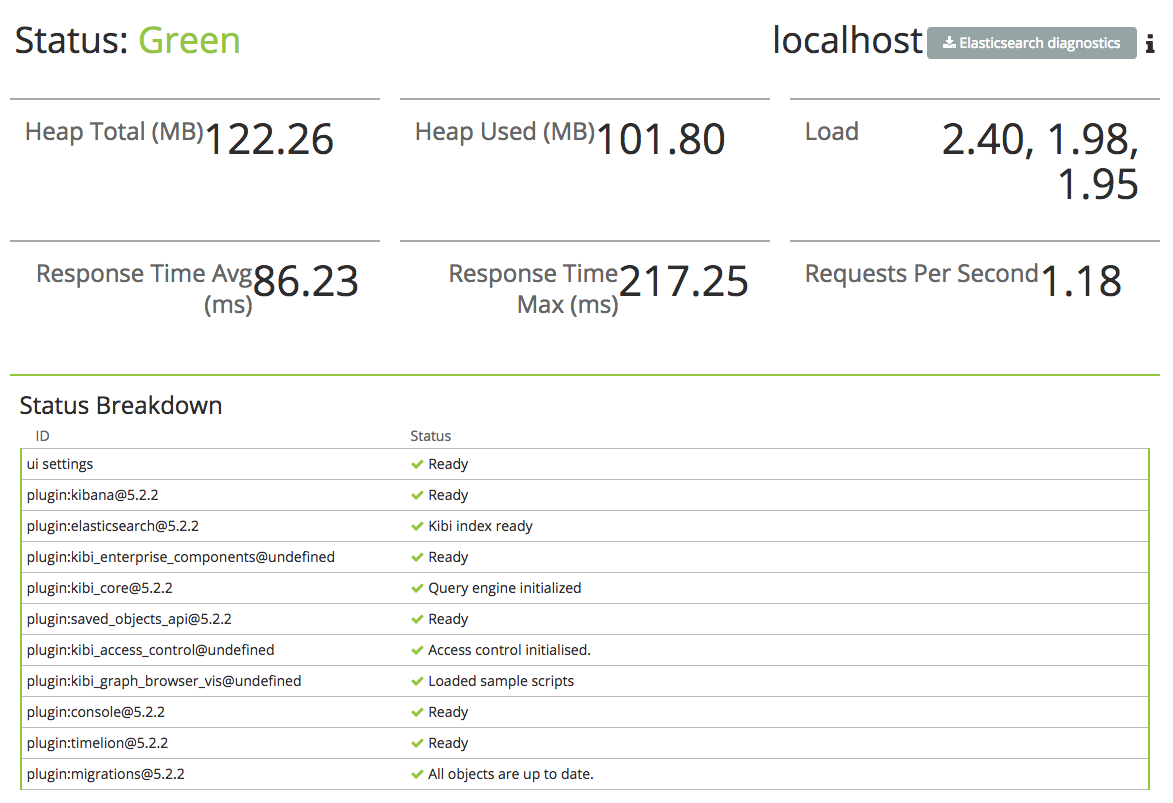 Status: Green
localhost Elasticsearch diagnostics
Heap Total (MB) 122.26
Heap Used (MB) 101.80
Load 2.40, 1.98,
1.95
Response Time Avg
(ms)
86.23
Response Time
Max (ms)
217.25
Requests Per Second 1.18
Status Breakdown
ID Status
ui settings Ready
plugin:kibana@5.2.2 Ready
plugin:elasticsearch@5.2.2 Kibi index ready
plugin:kibi_enterprise_components@undefined Ready
plugin:kibi_core@5.2.2 Query engine initialized
plugin:saved_objects_api@5.2.2 Ready
plugin:kibi_access_control@undefined Access control initialised.
plugin:kibi_graph_browser_vis@undefined Loaded sample scripts
plugin:console@5.2.2 Ready
plugin:timelion@5.2.2 Ready
plugin:migrations@5.2.2 All objects are up to date.